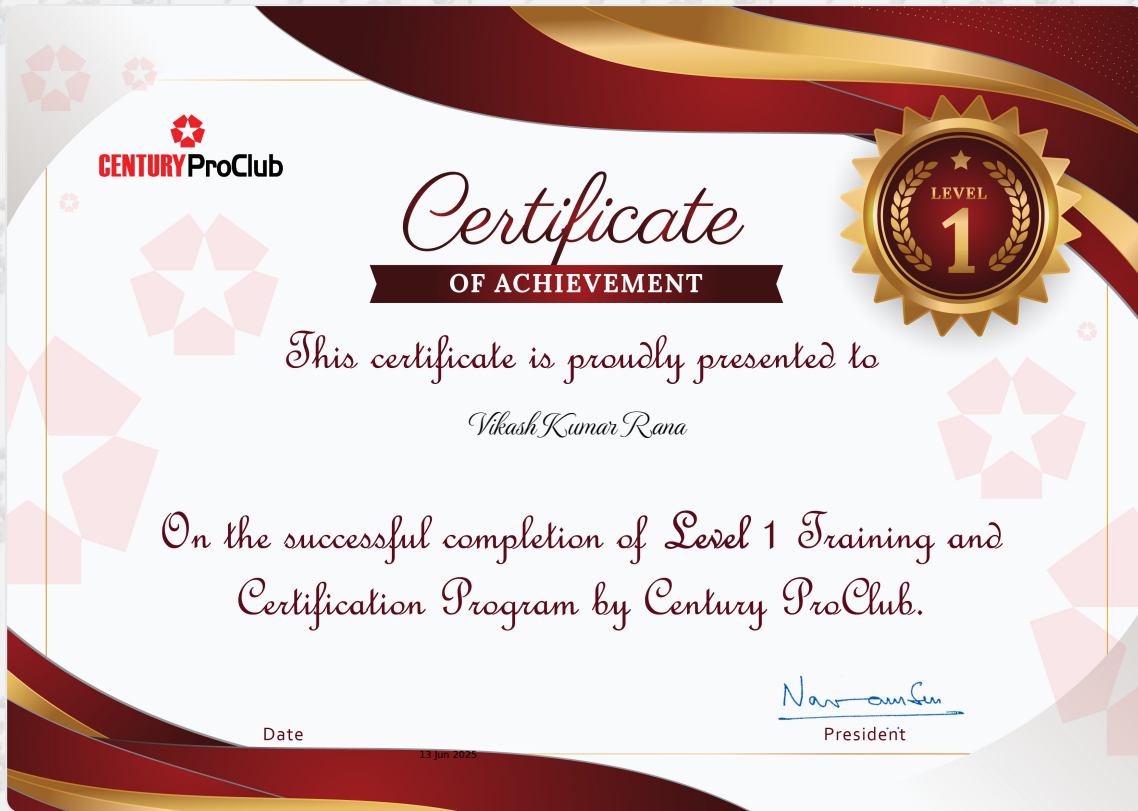 CENTURY ProClub
LEVEL
1
Certificate
OF ACHIEVEMENT
This certificate is proudly presented to
Vikash Kumar Rana
On the successful completion of Level 1 Training and
Certification Program by Century ProClub.
Date
President
13 Jun 2025